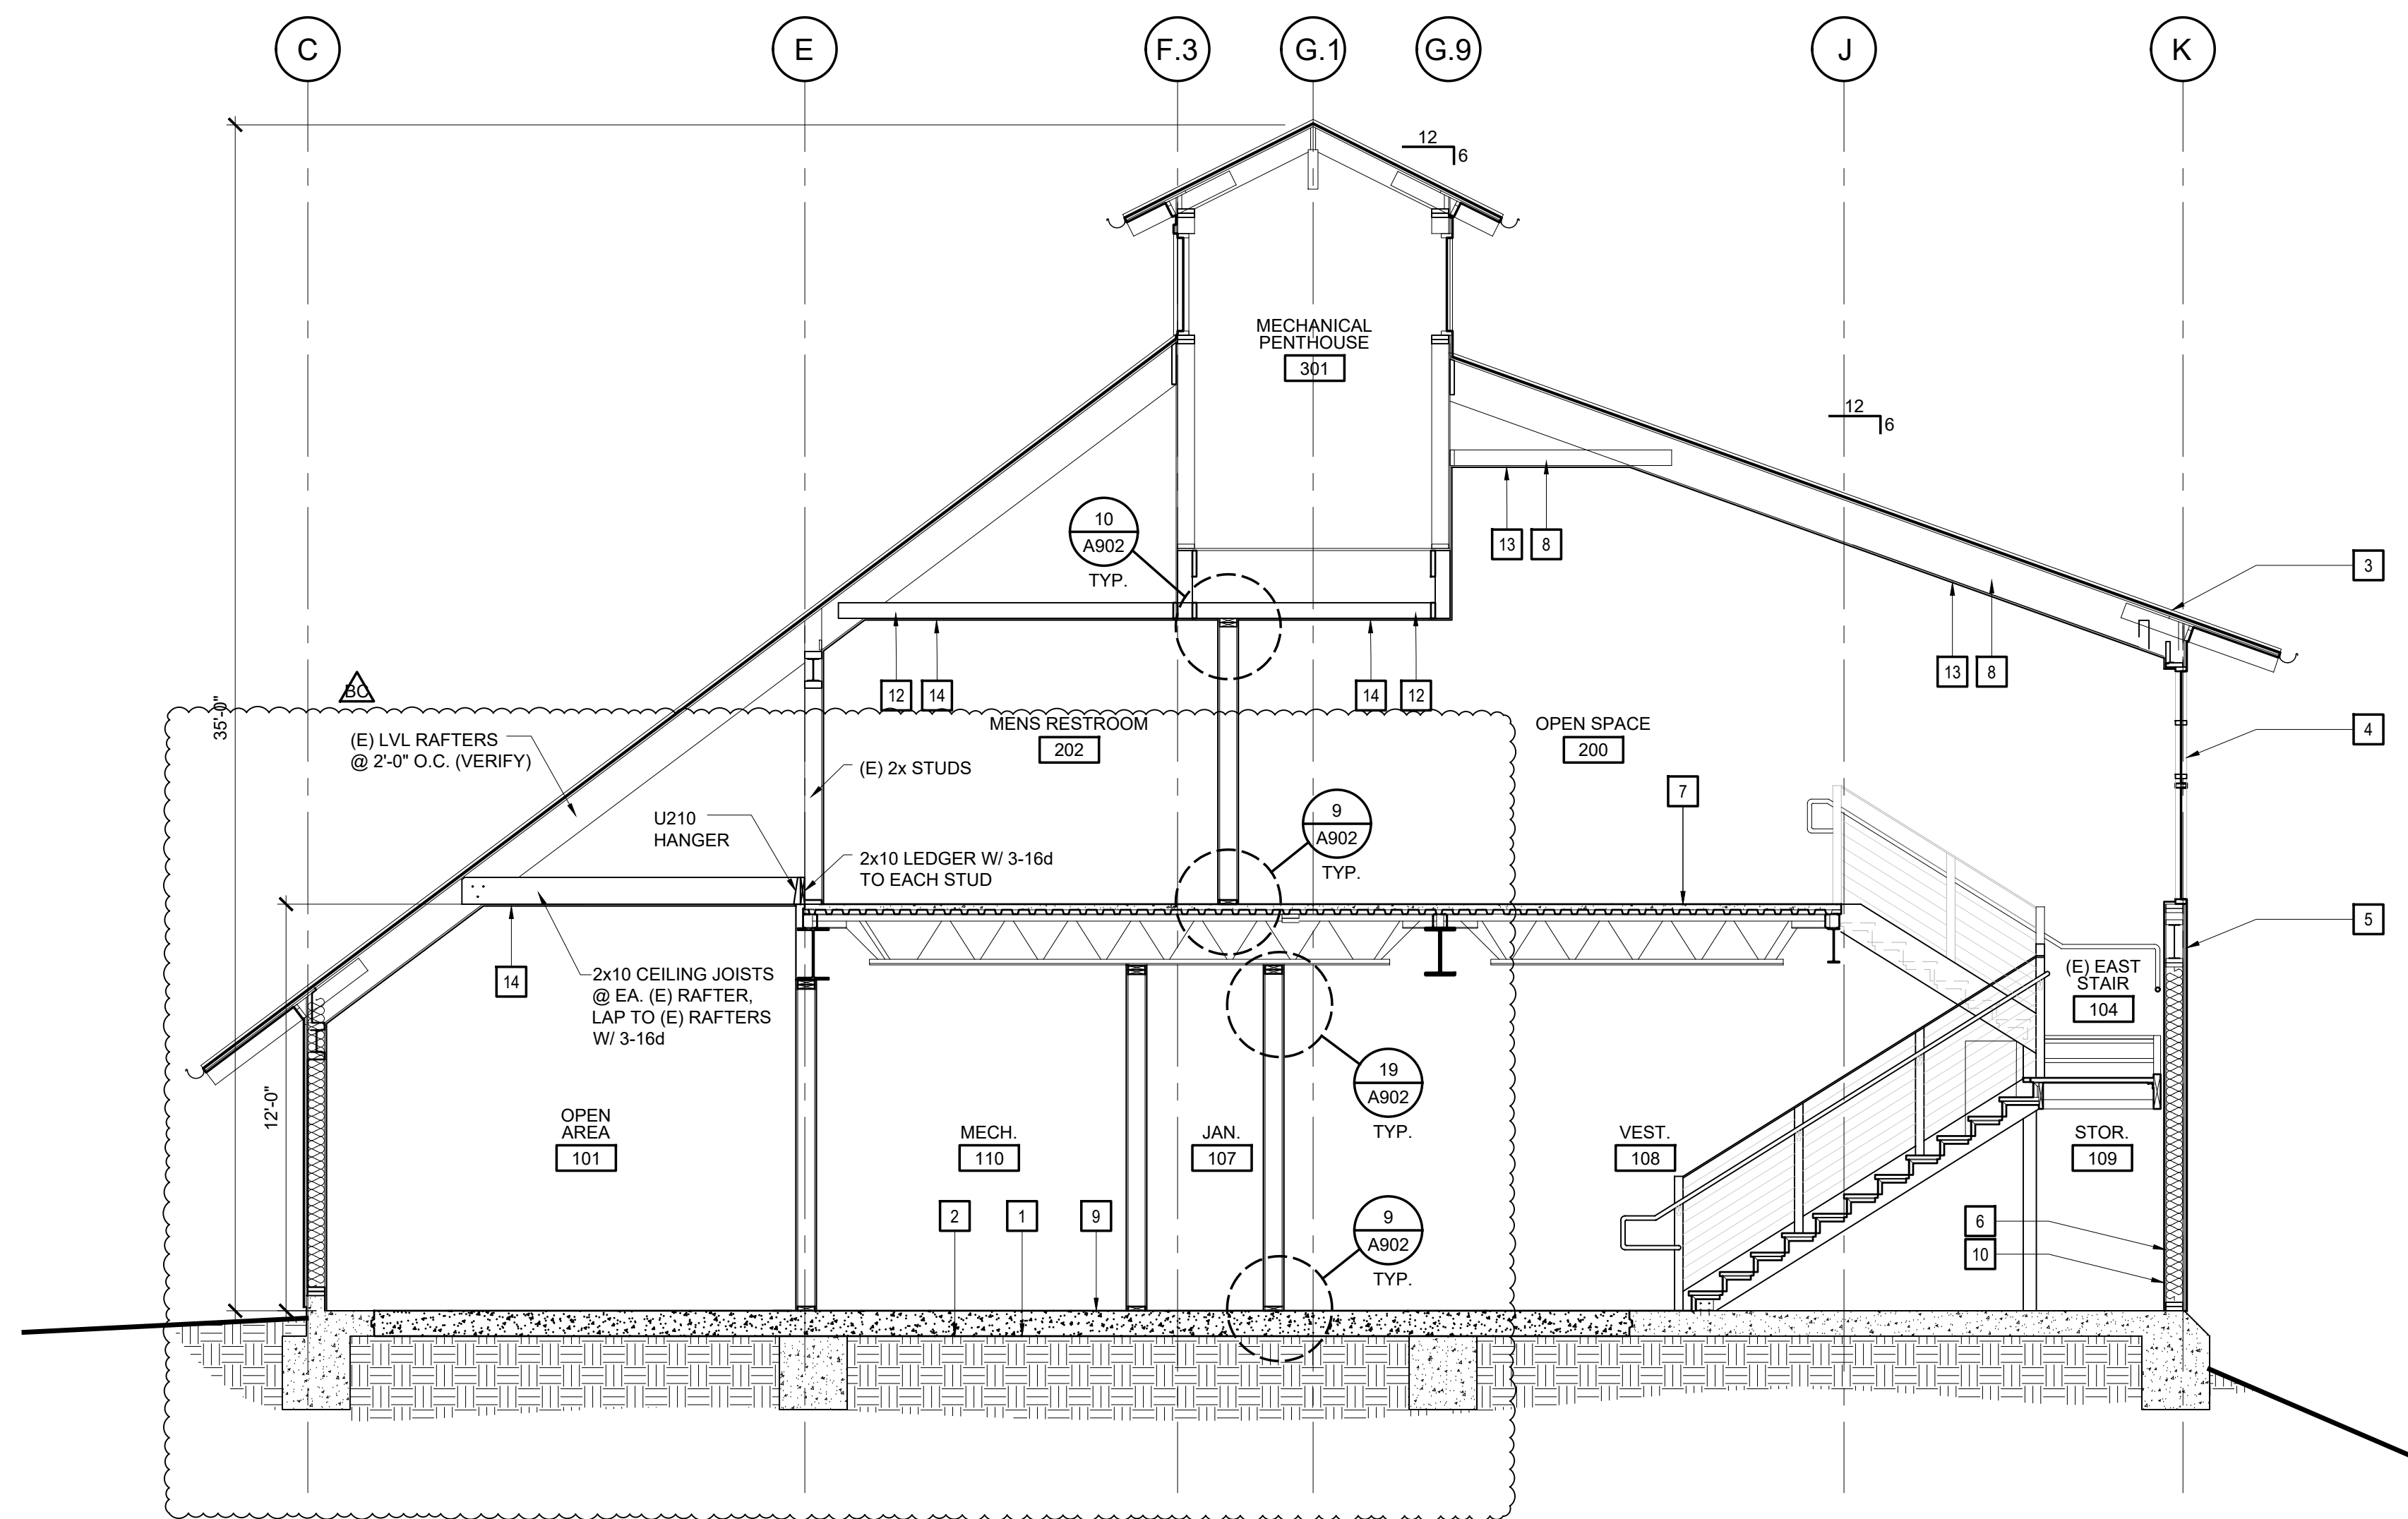 C
E
F.3
G.1
G.9
J
K
12
6
MECHANICAL
PENTHOUSE
301
12
6
10
A902
TYP.
13
8
3
12
14
14
12
13
8
35'-0"
BC
MENS RESTROOM
202
OPEN SPACE
200
4
(E) LVL RAFTERS
@ 2'-0" O.C. (VERIFY)
(E) 2x STUDS
7
U210
HANGER
9
A902
TYP.
2x10 LEDGER W/ 3-16d
TO EACH STUD
5
14
2x10 CEILING JOISTS
@ EA. (E) RAFTER,
LAP TO (E) RAFTERS
W/ 3-16d
(E) EAST
STAIR
104
19
A902
TYP.
12'-0"
OPEN
AREA
101
MECH.
110
JAN.
107
VEST.
108
STOR.
109
2
1
9
9
A902
TYP.
6
10